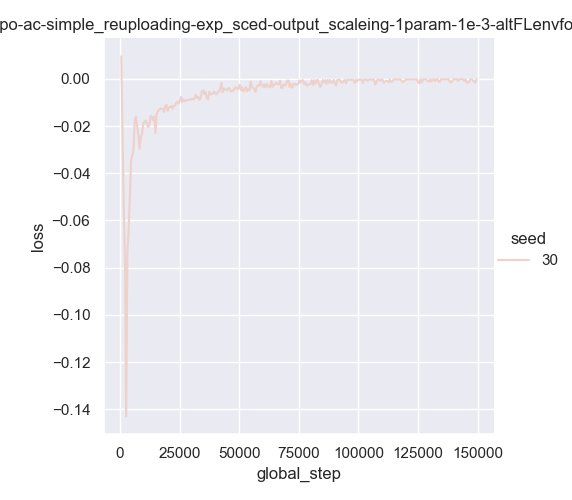 po-ac-simple_reuploading-exp_sced-output_scaleing-1param-1e-3-altFLenvfo
0.00
−0.02
−0.04
−0.06
−0.08
−0.10
−0.12
−0.14
loss
0 25000 50000 75000 100000 125000 150000
global_step
seed
30